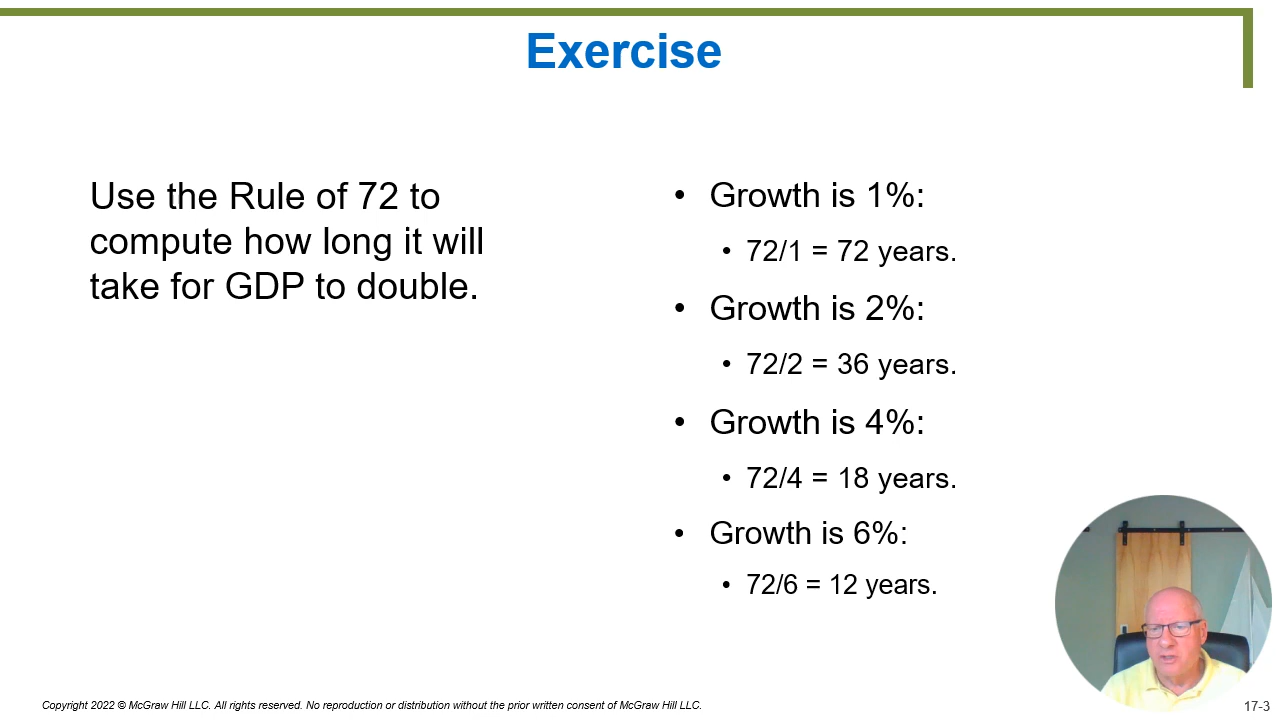 Exercise
Use the Rule of 72 to
compute how long it will
take for GDP to double.
• Growth is 1%:
• 72/1 = 72 years.
• Growth is 2%:
• 72/2 = 36 years.
• Growth is 4%:
• 72/4 = 18 years.
• Growth is 6%:
• 72/6 = 12 years.
Copyright 2022 © McGraw Hill LLC. All rights reserved. No reproduction or distribution without the prior written consent of McGraw Hill LLC.
17-3